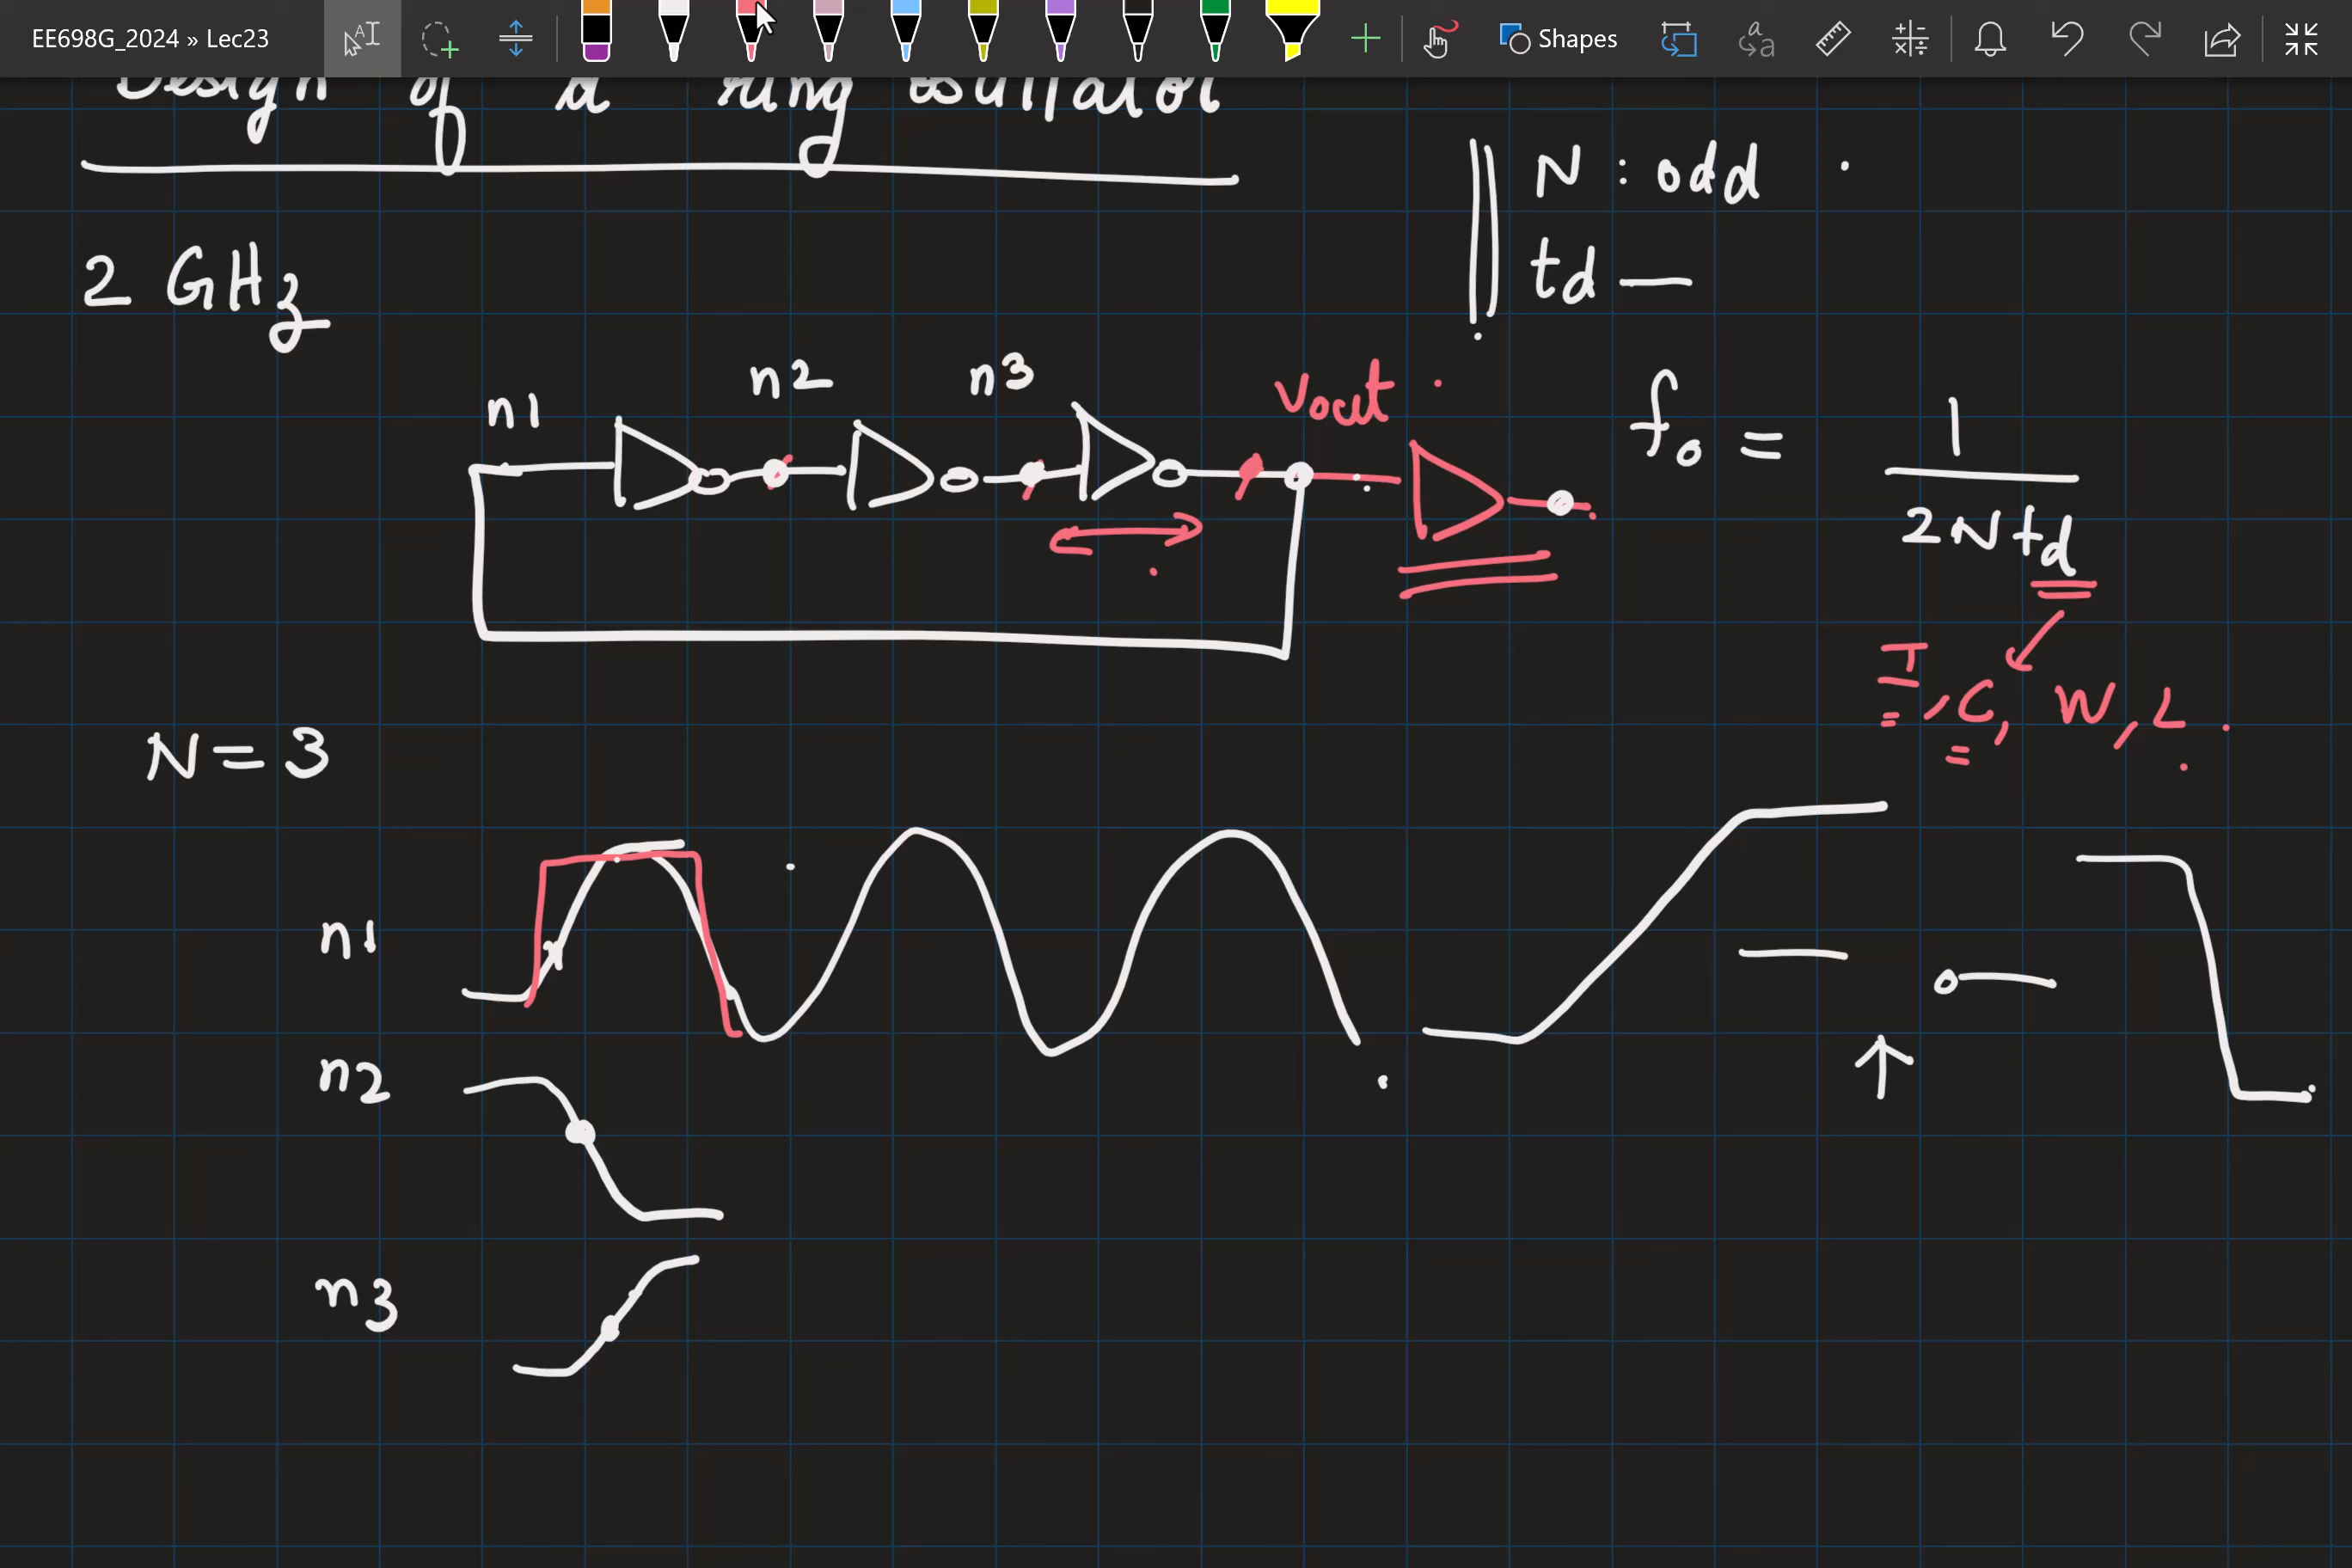 EE698G_2024 » Lec23
Shapes
Design of a ring oscillator
N : odd
td —
2 GHz
n1 n2 n3 Vout
f₀ = 1 / 2Ntd
I, C, W, L
N = 3
n1
n2
n3